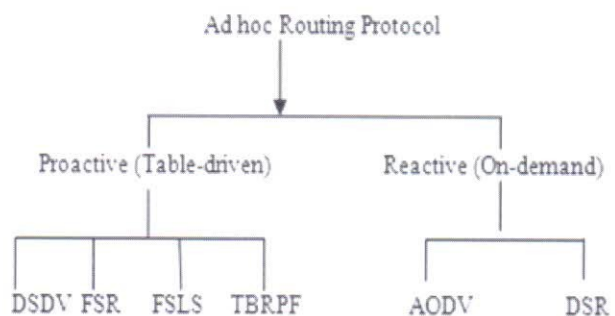 Ad hoc Routing Protocol
Proactive (Table-driven) Reactive (On-demand)
DSDV FSR FSLS TBRPF AODV DSR